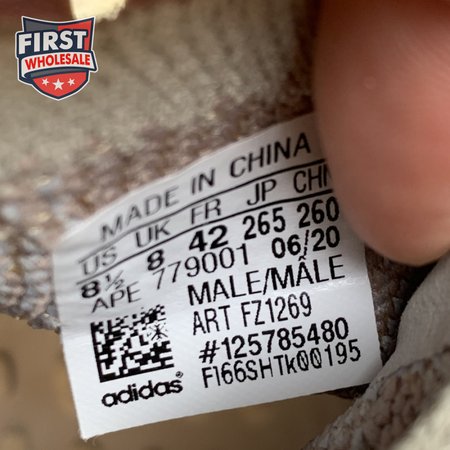 FIRST
WHOLESALE
MADE IN CHINA
US UK FR JP CHN
8½ 8 42 265 260
APE 779001 06/20
MALE/MÂLE
ART FZ1269
#125785480
FI66SHTk00195
adidas